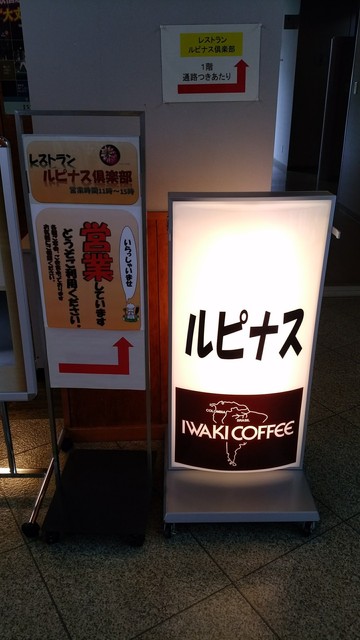 レストラン
ルピナス倶楽部
1階
通路つきあたり
レストラン
ルピナス倶楽部
営業時間11時〜15時
いらっしゃいませ
営業しています
どうぞご利用ください。
ルピナス
COLOMBIA
BRASIL
IWAKI COFFEE